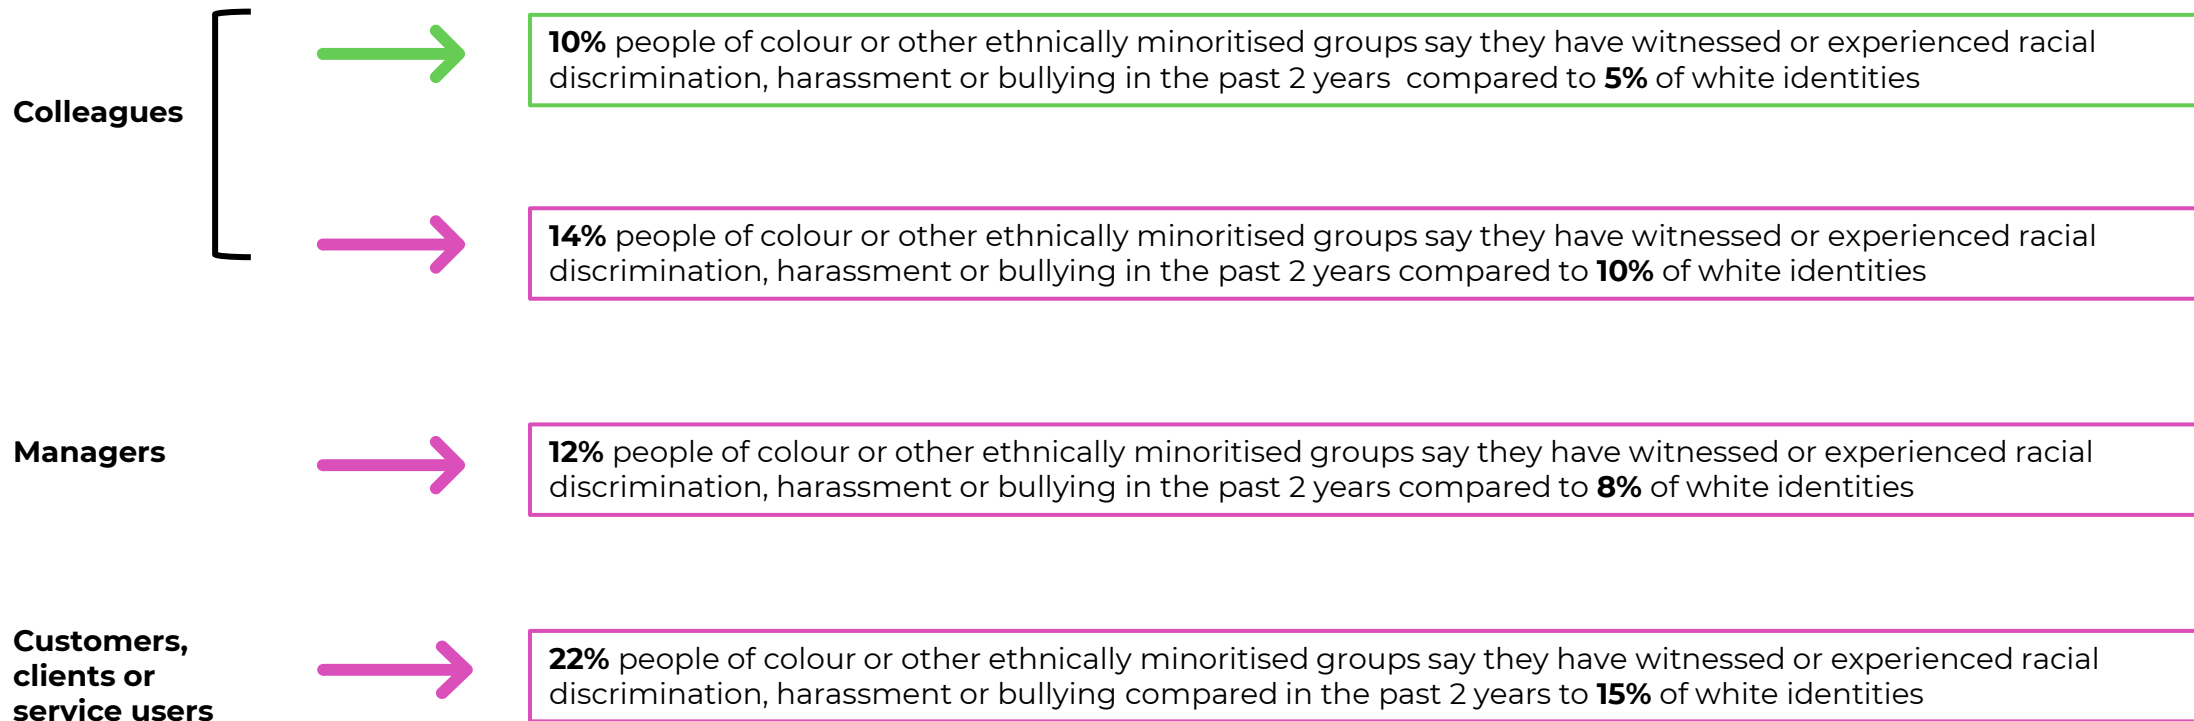 10% people of colour or other ethnically minoritised groups say they have witnessed or experienced racial
discrimination, harassment or bullying in the past 2 years  compared to 5% of white identities
Colleagues
14% people of colour or other ethnically minoritised groups say they have witnessed or experienced racial
discrimination, harassment or bullying in the past 2 years compared to 10% of white identities
Managers
12% people of colour or other ethnically minoritised groups say they have witnessed or experienced racial
discrimination, harassment or bullying in the past 2 years compared to 8% of white identities
Customers,
clients or
service users
22% people of colour or other ethnically minoritised groups say they have witnessed or experienced racial
discrimination, harassment or bullying compared in the past 2 years to 15% of white identities